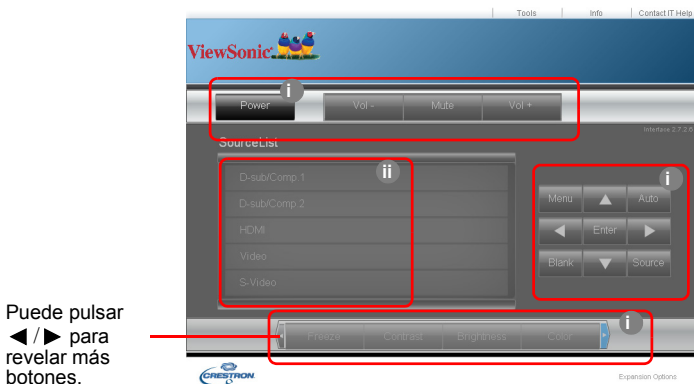 Tools Info Contact IT Help
ViewSonic
i
Power Vol - Mute Vol +
Interface 2.7.2.6
SourceList
ii
i
D-sub/Comp.1
D-sub/Comp.2
HDMI
Video
S-Video
Menu Auto
Enter
Blank Source
i
Freeze Contrast Brightness Color
Puede pulsar
◀ / ▶ para
revelar más
botones.
CRESTRON
Expansion Options